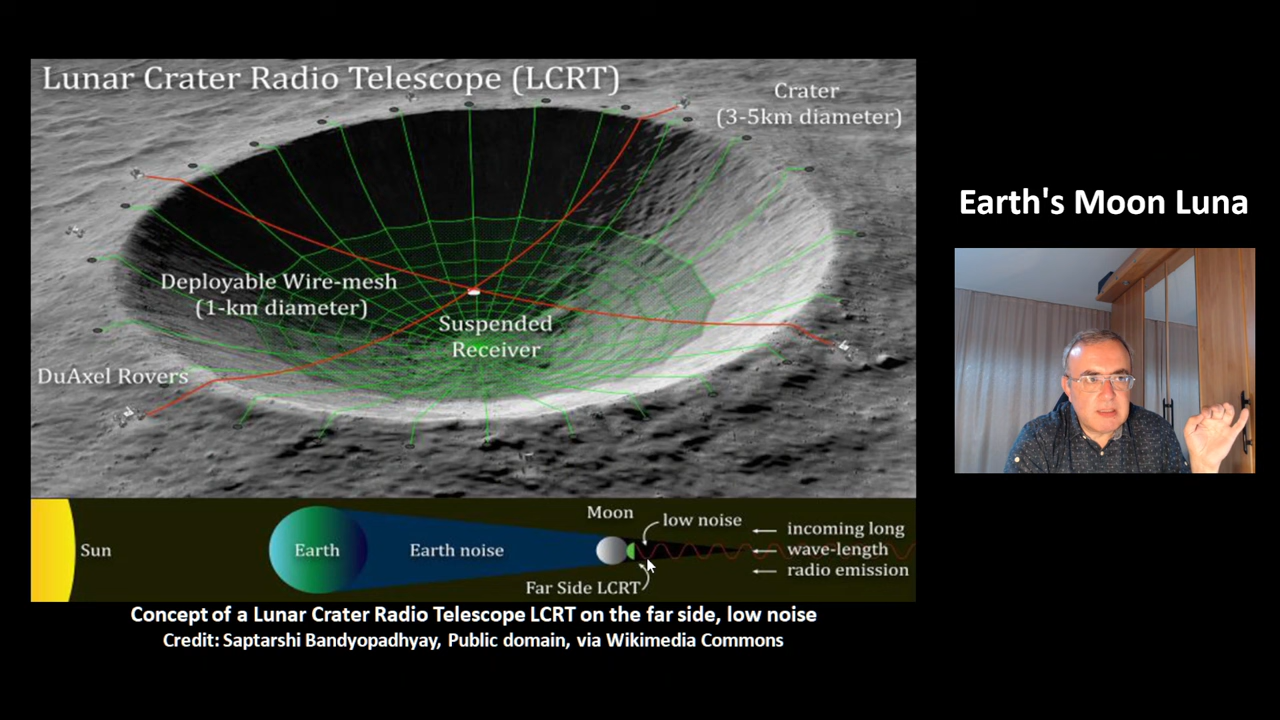 Lunar Crater Radio Telescope (LCRT)
Crater
(3-5km diameter)
Earth's Moon Luna
Deployable Wire-mesh
(1-km diameter)
Suspended
Receiver
DuAxel Rovers
Sun
Earth
Earth noise
Moon
low noise
Far Side LCRT
incoming long
wave-length
radio emission
Concept of a Lunar Crater Radio Telescope LCRT on the far side, low noise
Credit: Saptarshi Bandyopadhyay, Public domain, via Wikimedia Commons